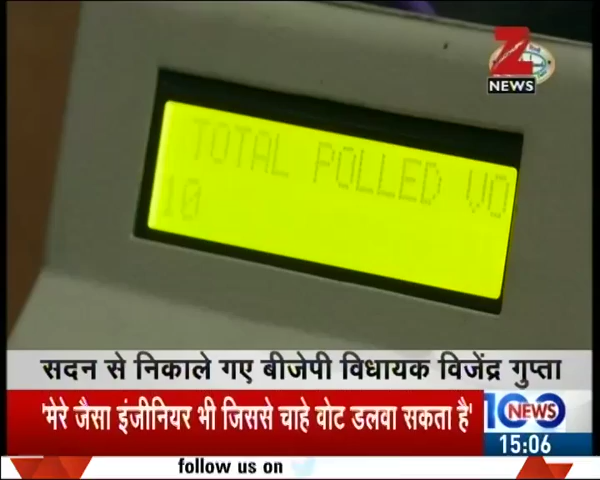 Z
NEWS
TOTAL POLLED VO
10
सदन से निकाले गए बीजेपी विधायक विजेंद्र गुप्ता
'मेरे जैसा इंजीनियर भी जिससे चाहे वोट डलवा सकता है'
100
NEWS
15:06
follow us on